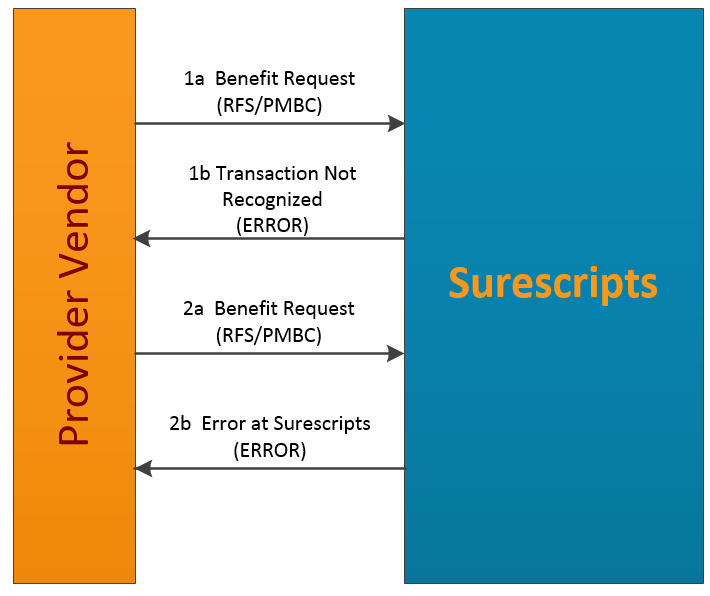 Provider Vendor
1a  Benefit Request
(RFS/PMBC)
1b Transaction Not
Recognized
(ERROR)
2a  Benefit Request
(RFS/PMBC)
2b  Error at Surescripts
(ERROR)
Surescripts